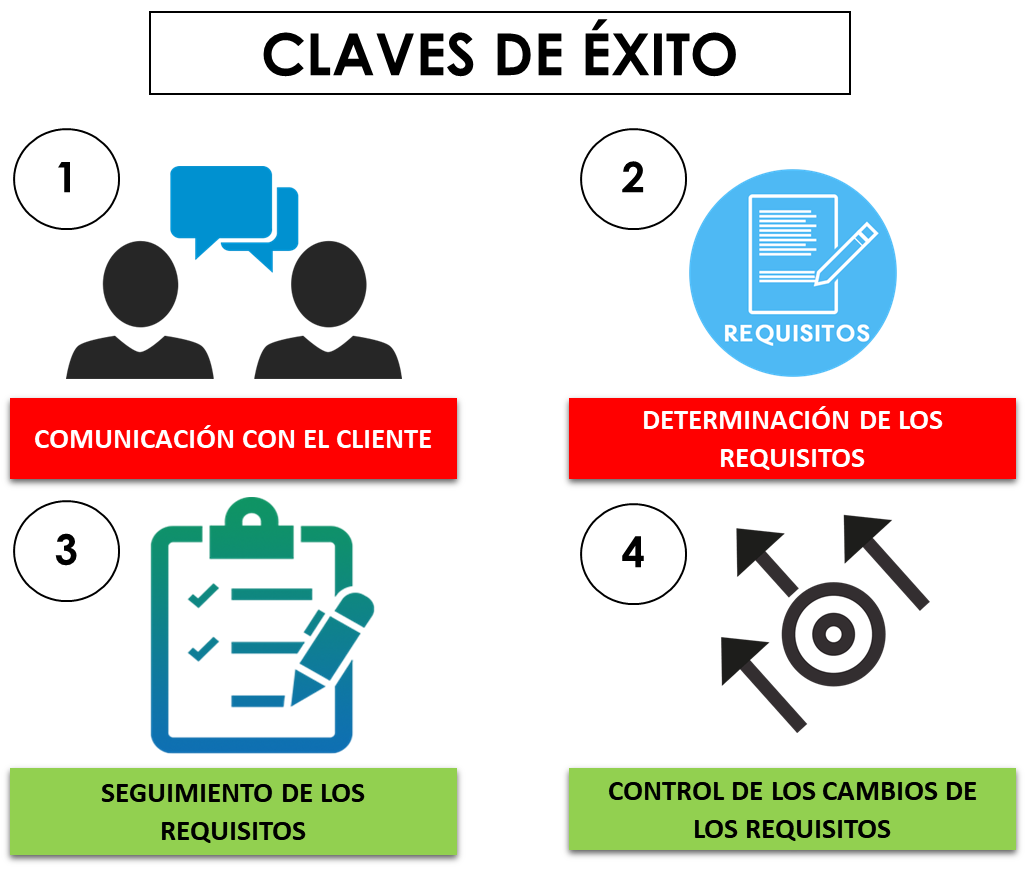 CLAVES DE ÉXITO
1
2
REQUISITOS
COMUNICACIÓN CON EL CLIENTE
DETERMINACIÓN DE LOS
REQUISITOS
3
4
SEGUIMIENTO DE LOS
REQUISITOS
CONTROL DE LOS CAMBIOS DE
LOS REQUISITOS